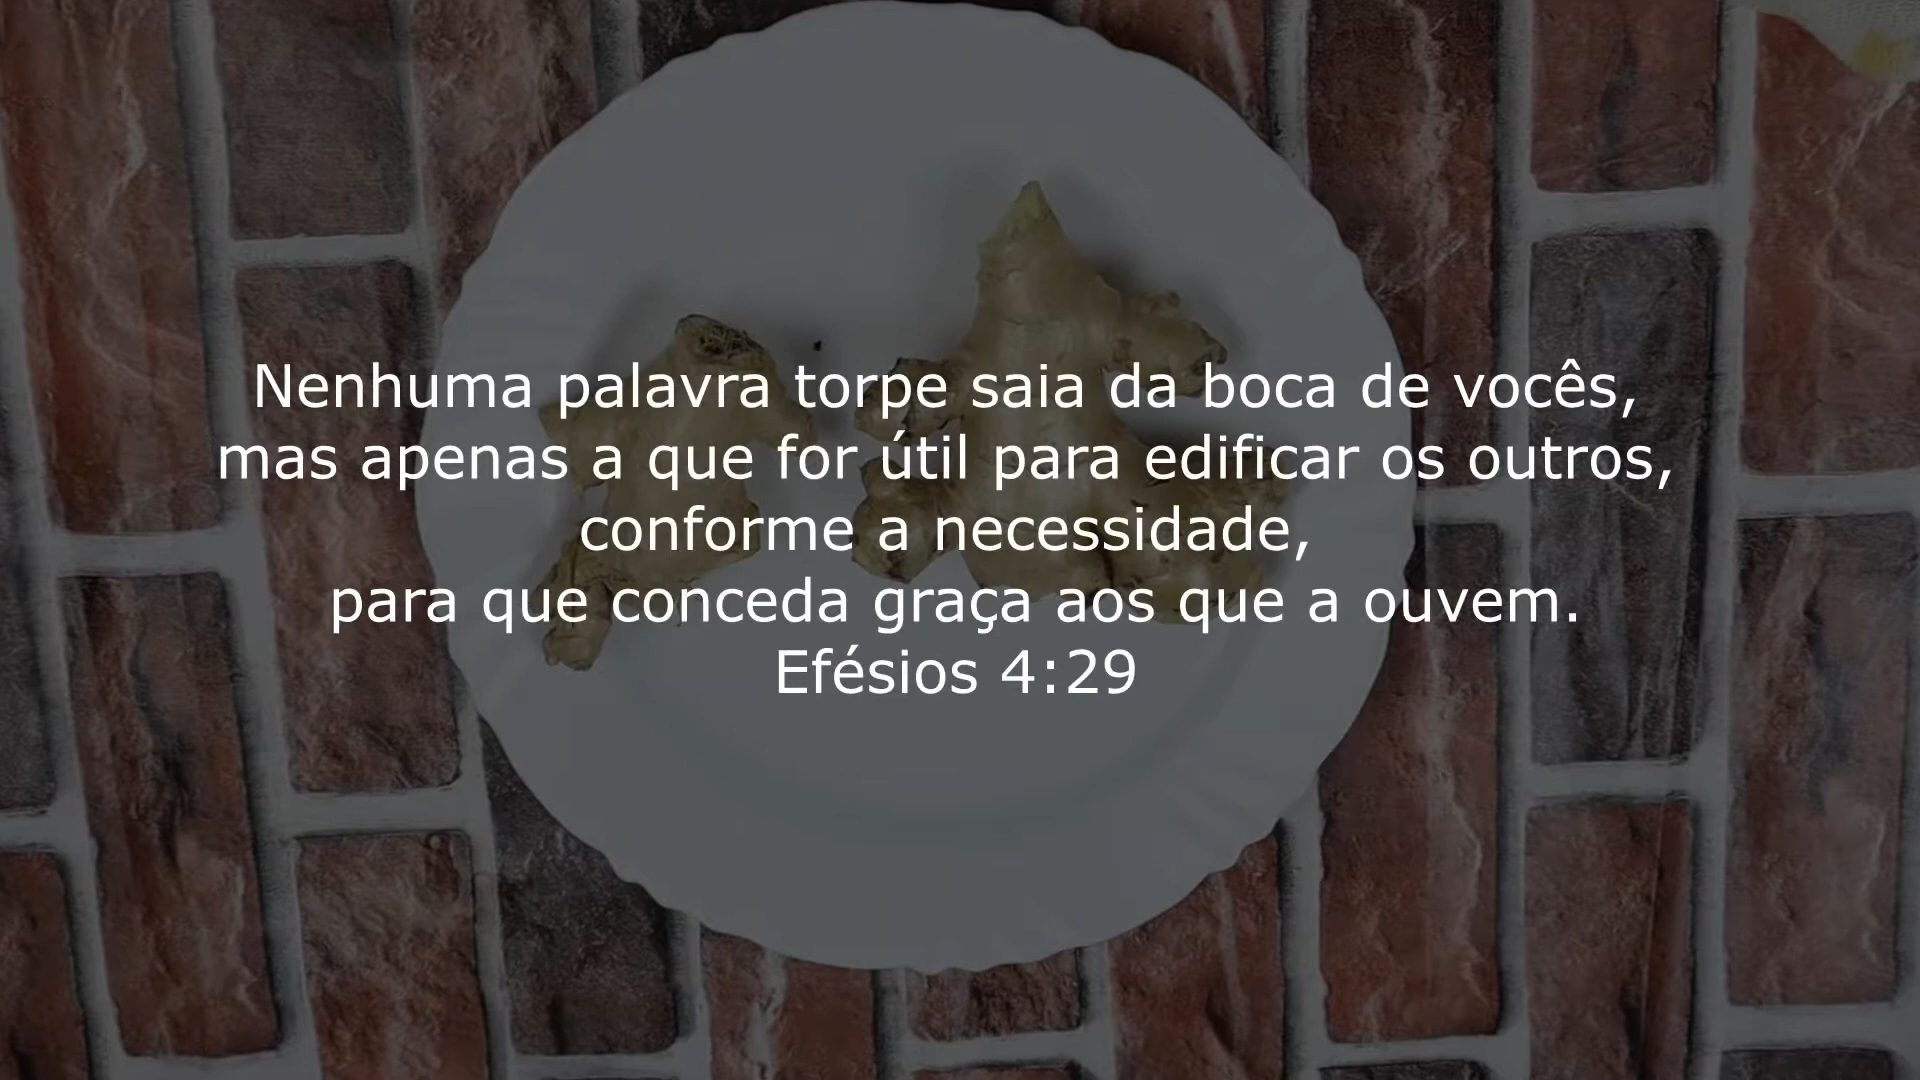 Nenhuma palavra torpe saia da boca de vocês,
mas apenas a que for útil para edificar os outros,
conforme a necessidade,
para que conceda graça aos que a ouvem.
Efésios 4:29